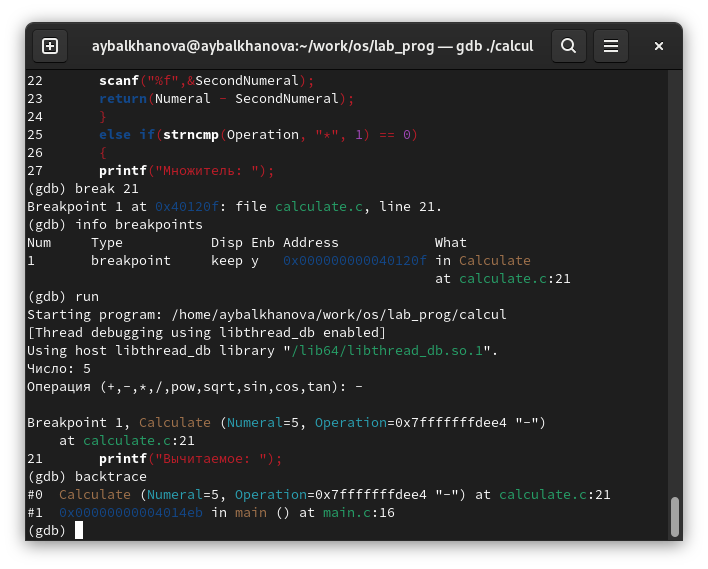 aybalkhanova@aybalkhanova:~/work/os/lab_prog — gdb ./calcul
22       scanf("%f",&SecondNumeral);
23       return(Numeral - SecondNumeral);
24       }
25       else if(strncmp(Operation, "*", 1) == 0)
26       {
27       printf("Множитель: ");
(gdb) break 21
Breakpoint 1 at 0x40120f: file calculate.c, line 21.
(gdb) info breakpoints
Num     Type           Disp Enb Address            What
1       breakpoint     keep y   0x000000000040120f in Calculate
                                                   at calculate.c:21
(gdb) run
Starting program: /home/aybalkhanova/work/os/lab_prog/calcul
[Thread debugging using libthread_db enabled]
Using host libthread_db library "/lib64/libthread_db.so.1".
Число: 5
Операция (+,-,*,/,pow,sqrt,sin,cos,tan): -

Breakpoint 1, Calculate (Numeral=5, Operation=0x7fffffffdee4 "-")
    at calculate.c:21
21       printf("Вычитаемое: ");
(gdb) backtrace
#0  Calculate (Numeral=5, Operation=0x7fffffffdee4 "-") at calculate.c:21
#1  0x00000000004014eb in main () at main.c:16
(gdb)